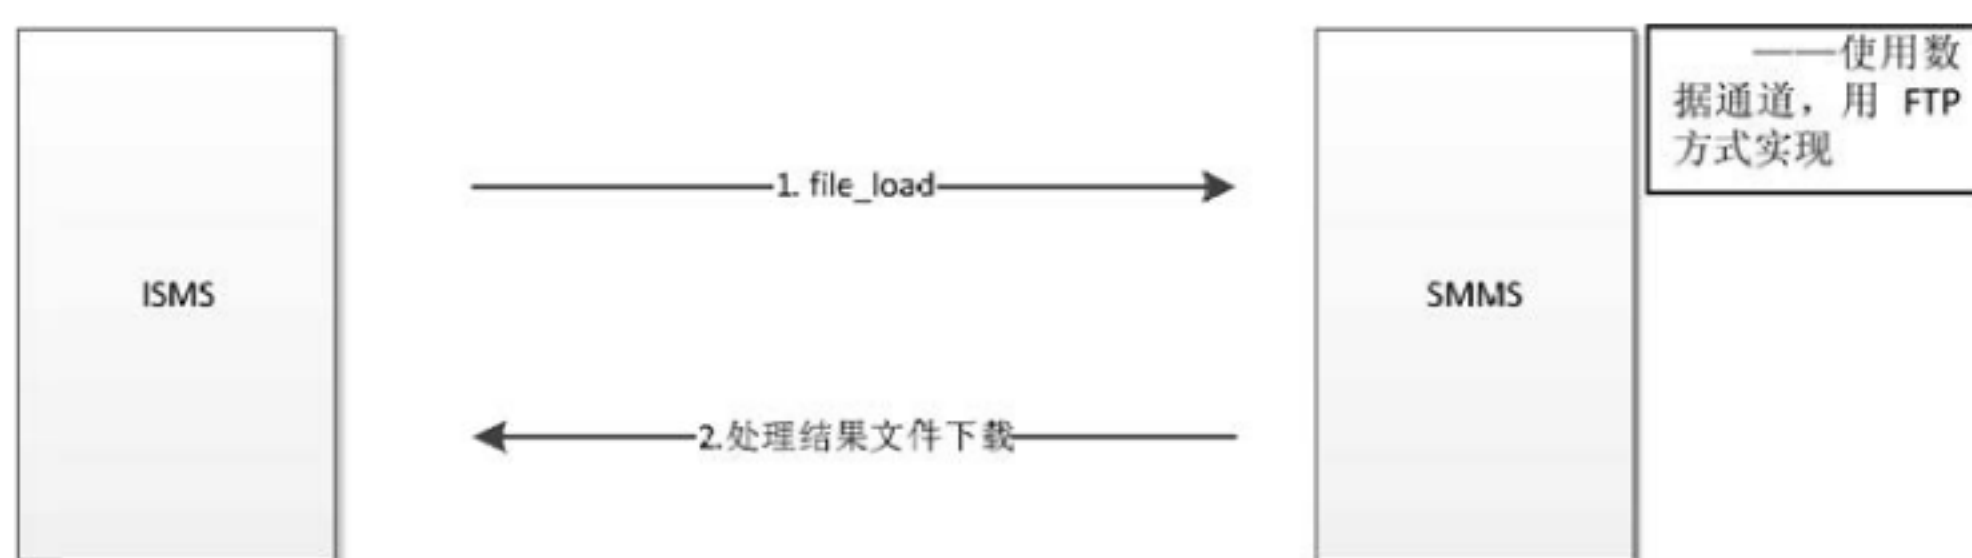 ——使用数
据通道，用 FTP
方式实现
1. file_load
ISMS
SMMS
2.处理结果文件下载